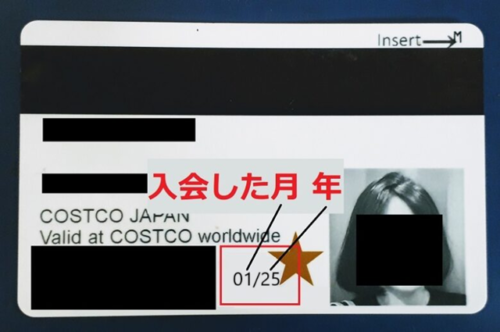 Insert→M
入会した月 年
COSTCO JAPAN
Valid at COSTCO worldwide
01/25